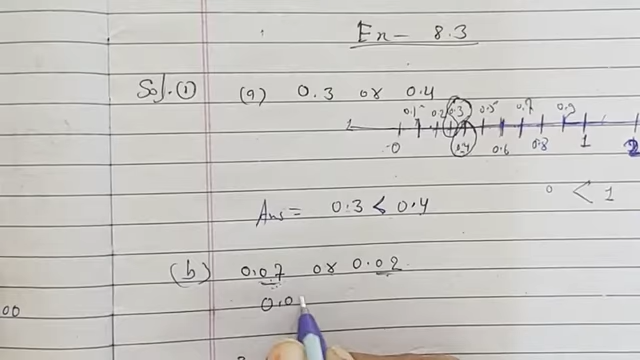 Ex - 8.3
Sol. ① (a) 0.3 or 0.4
0.1 0.2 0.3 0.5 0.7 0.9
0 0.4 0.6 0.8 1 2
0 < 1
Ans = 0.3 < 0.4
(b) 0.07 or 0.02
00
0.0